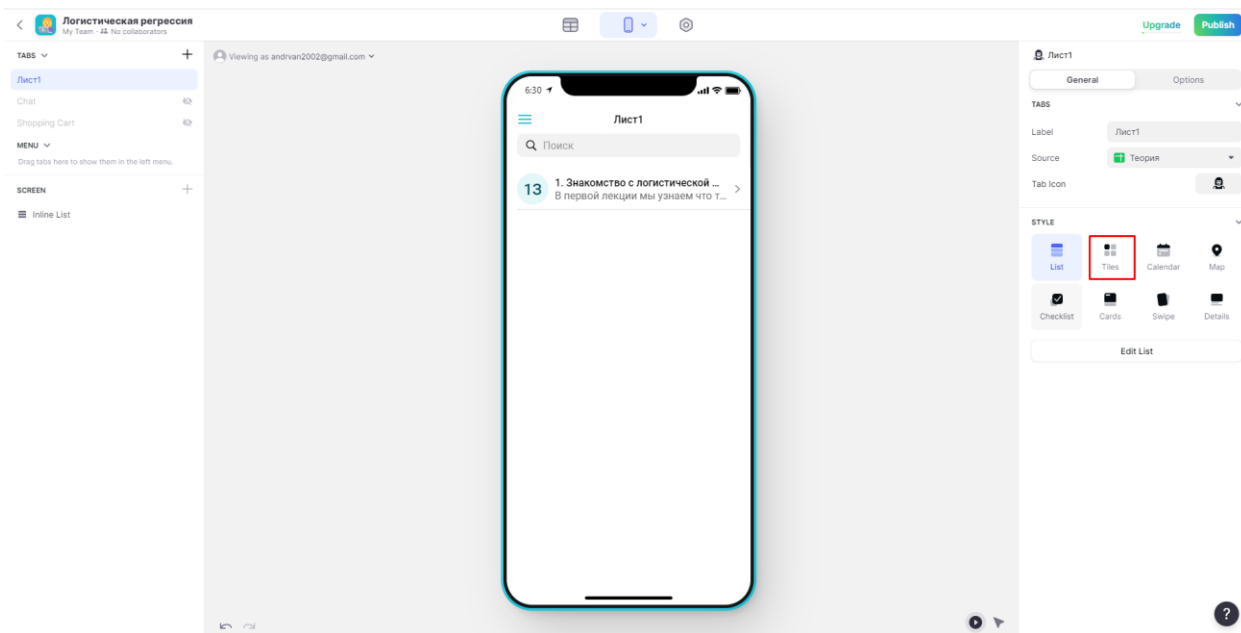 Логистическая регрессия
My Team - No collaborators
Upgrade
Publish
TABS
Лист1
Chat
Shopping Cart
MENU
Drag tabs here to show them in the left menu.
SCREEN
Inline List
Viewing as andrvan2002@gmail.com
6:30
Лист1
Поиск
13
1. Знакомство с логистической ...
В первой лекции мы узнаем что т...
Лист1
General Options
TABS
Label Лист1
Source Теория
Tab Icon
STYLE
List Tiles Calendar Map
Checklist Cards Swipe Details
Edit List
?